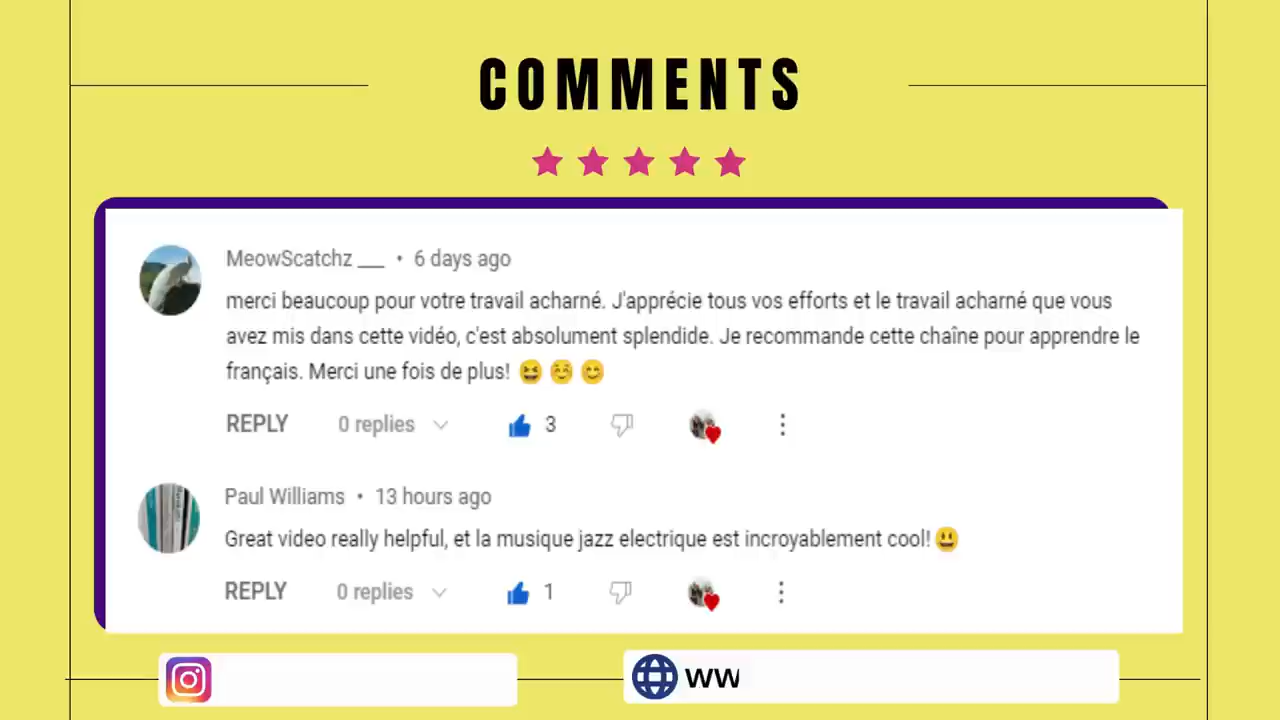 COMMENTS
MeowScatchz __ • 6 days ago
merci beaucoup pour votre travail acharné. J'apprécie tous vos efforts et le travail acharné que vous
avez mis dans cette vidéo, c'est absolument splendide. Je recommande cette chaîne pour apprendre le
français. Merci une fois de plus! 😆 ☺️ 😊
REPLY 0 replies 3
Paul Williams • 13 hours ago
Great video really helpful, et la musique jazz electrique est incroyablement cool! 😃
REPLY 0 replies 1
WW